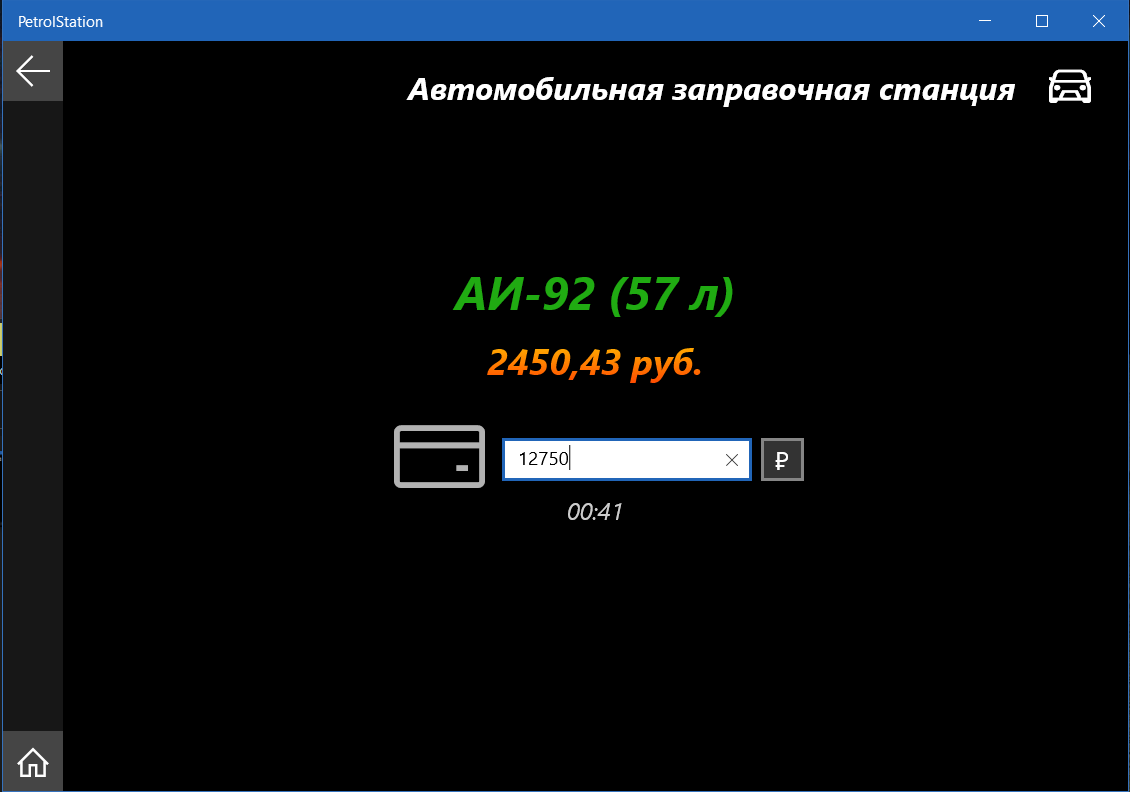 PetrolStation
Автомобильная заправочная станция
АИ-92 (57 л)
2450,43 руб.
12750
₽
00:41